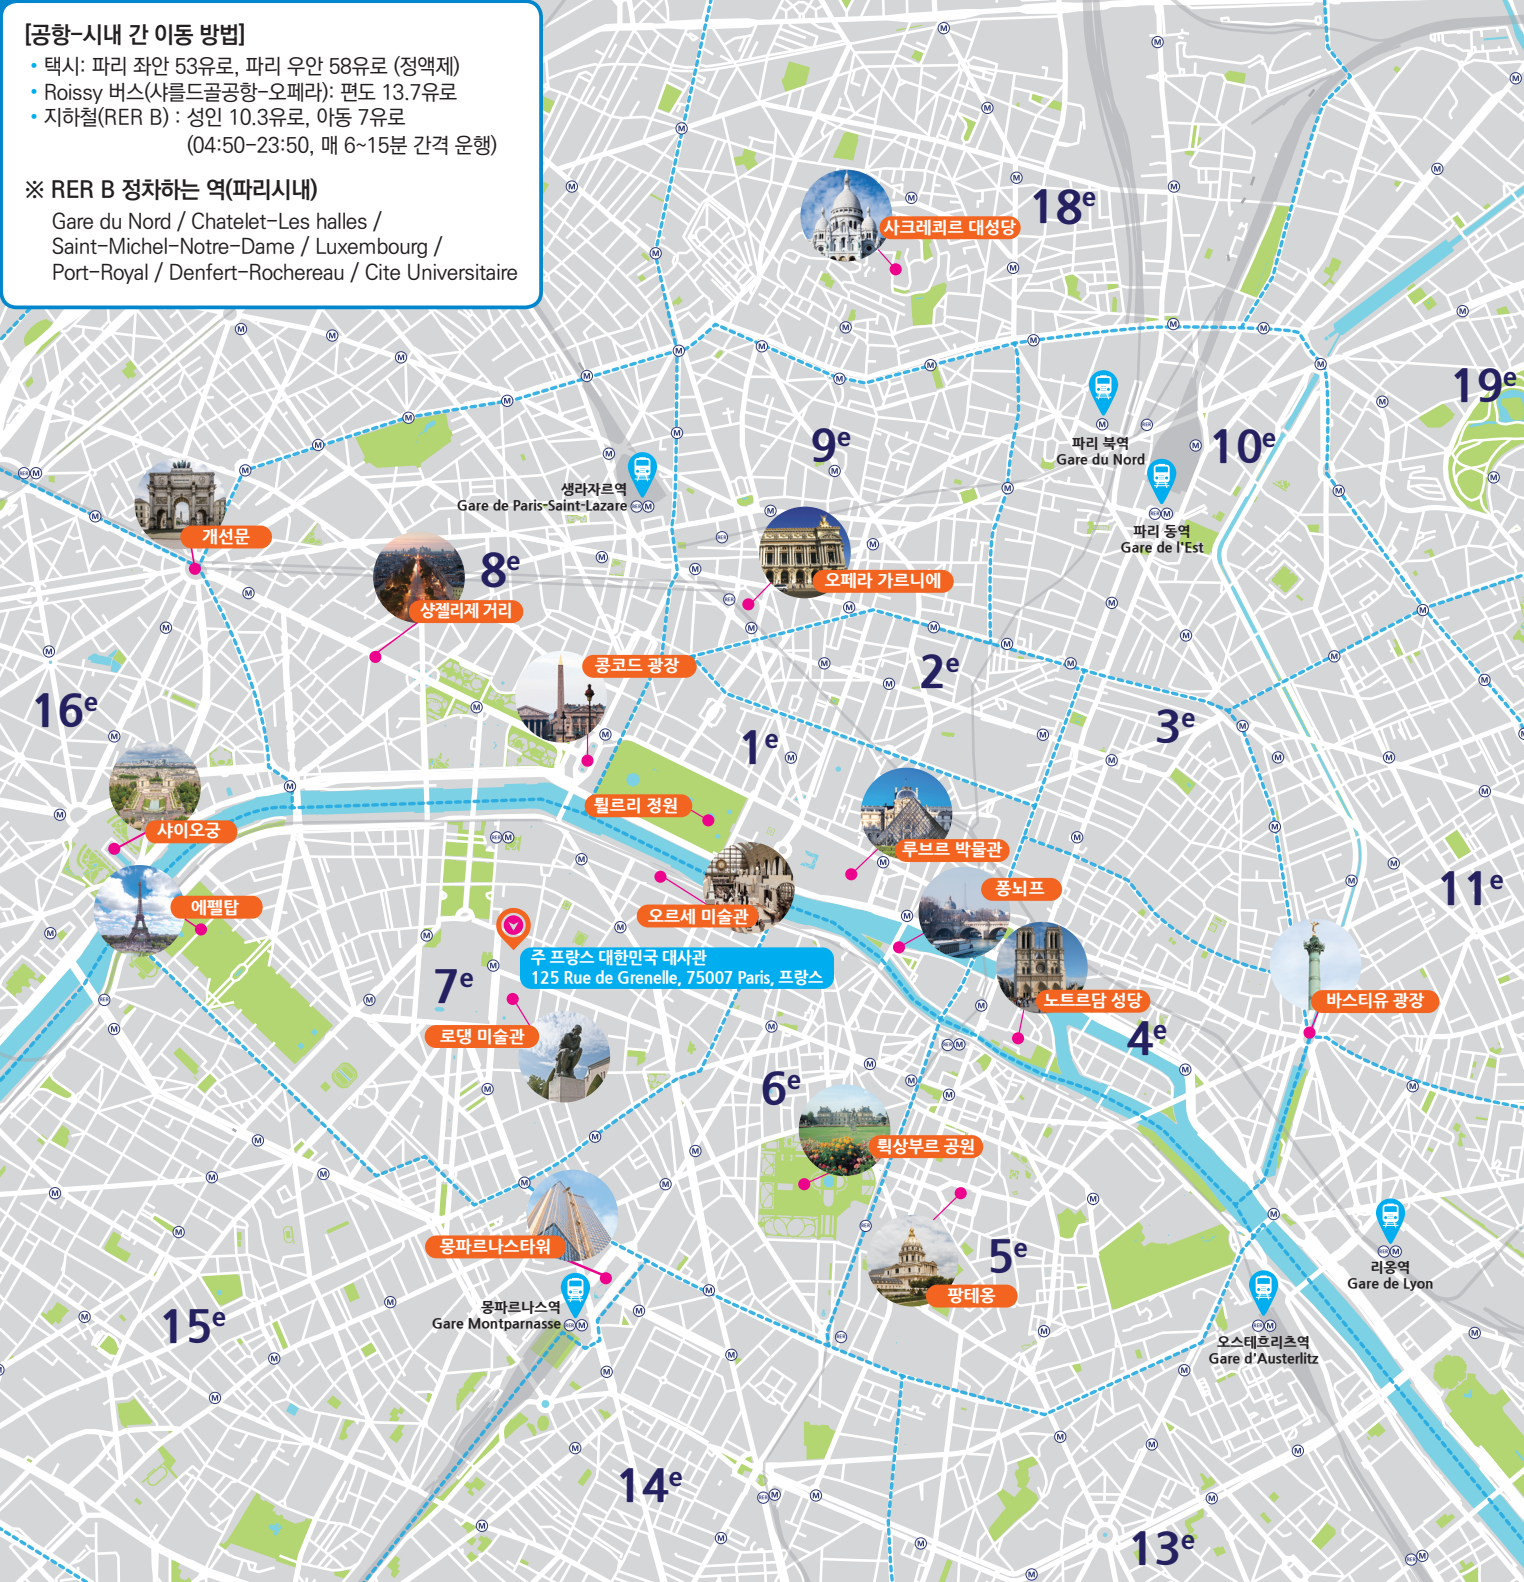 [공항-시내 간 이동 방법]
• 택시: 파리 좌안 53유로, 파리 우안 58유로 (정액제)
• Roissy 버스(샤를드골공항-오페라): 편도 13.7유로
• 지하철(RER B) : 성인 10.3유로, 아동 7유로
(04:50-23:50, 매 6~15분 간격 운행)
※ RER B 정차하는 역(파리시내)
Gare du Nord / Chatelet-Les halles /
Saint-Michel-Notre-Dame / Luxembourg /
Port-Royal / Denfert-Rochereau / Cite Universitaire
사크레쾨르 대성당
18e
19e
9e
파리 북역
Gare du Nord
10e
생라자르역
Gare de Paris-Saint-Lazare
파리 동역
Gare de l'Est
개선문
8e
샹젤리제 거리
오페라 가르니에
콩코드 광장
2e
16e
1e
3e
튈르리 정원
샤이오궁
루브르 박물관
퐁뇌프
11e
에펠탑
오르세 미술관
주 프랑스 대한민국 대사관
125 Rue de Grenelle, 75007 Paris, 프랑스
7e
노트르담 성당
바스티유 광장
로댕 미술관
4e
6e
뤽상부르 공원
몽파르나스타워
5e
팡테옹
리옹역
Gare de Lyon
몽파르나스역
Gare Montparnasse
15e
오스테흐리츠역
Gare d'Austerlitz
14e
13e